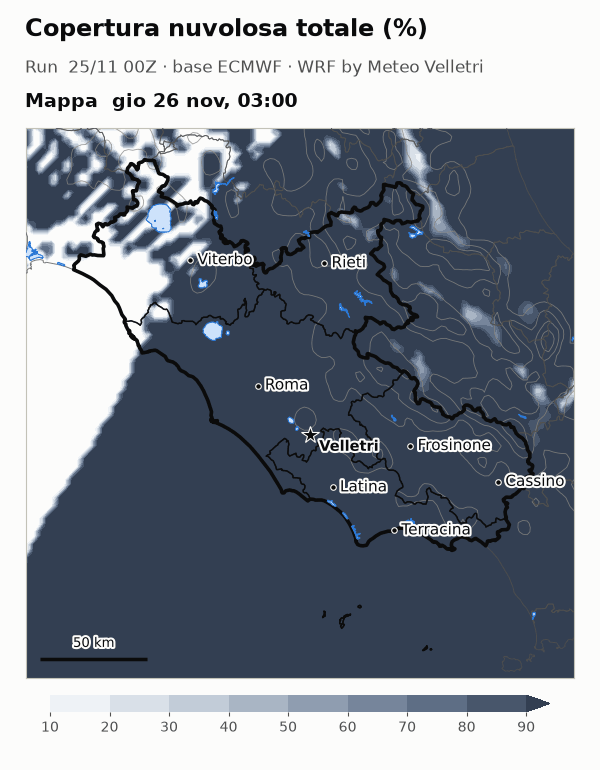 Copertura nuvolosa totale (%)
Run  25/11 00Z · base ECMWF · WRF by Meteo Velletri
Mappa  gio 26 nov, 03:00
Viterbo
Rieti
Roma
Velletri
Frosinone
Cassino
Latina
Terracina
50 km
10 20 30 40 50 60 70 80 90